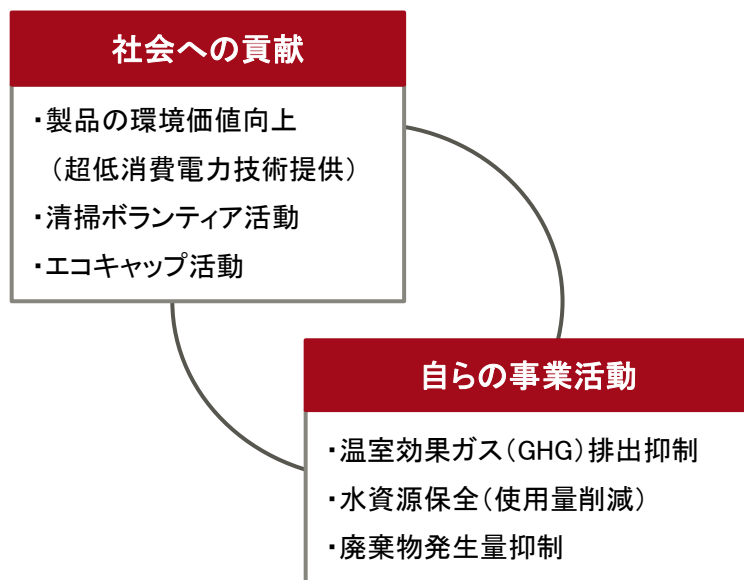 社会への貢献
・製品の環境価値向上
（超低消費電力技術提供）
・清掃ボランティア活動
・エコキャップ活動
自らの事業活動
・温室効果ガス（GHG）排出抑制
・水資源保全（使用量削減）
・廃棄物発生量抑制